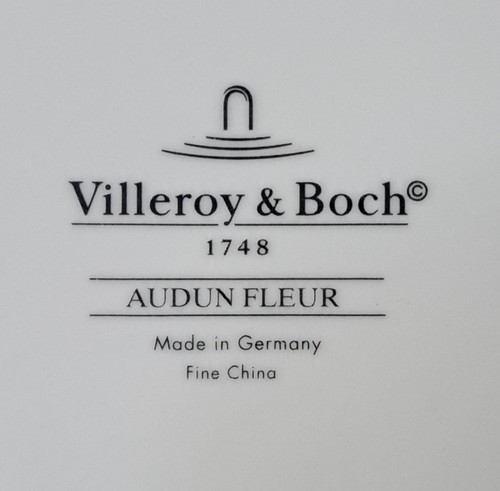 Villeroy & Boch©
1748
AUDUN FLEUR
Made in Germany
Fine China